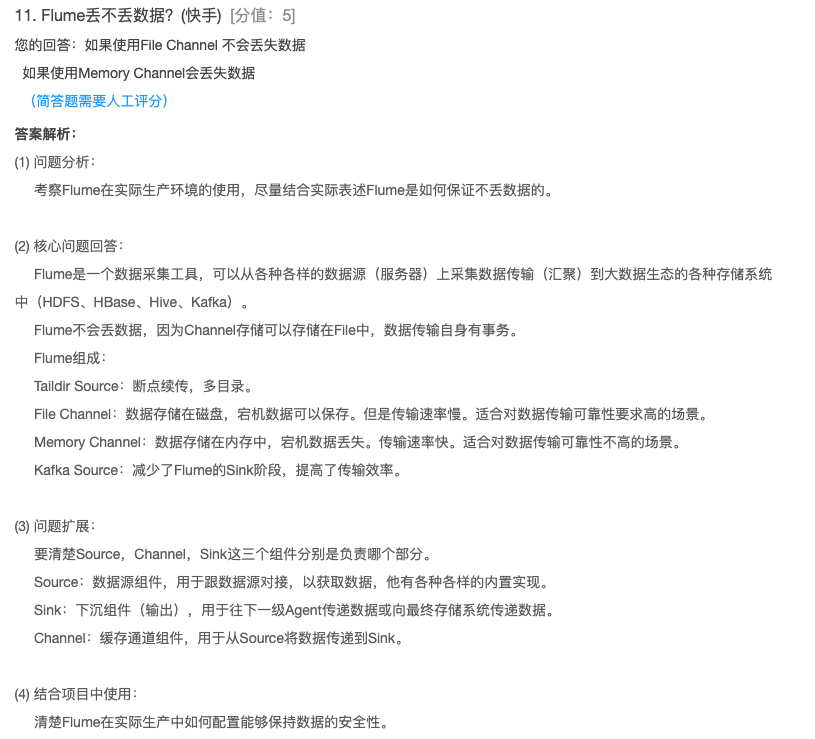 11. Flume丢不丢数据？(快手) [分值：5]
您的回答：如果使用File Channel 不会丢失数据
如果使用Memory Channel会丢失数据
（简答题需要人工评分）
答案解析：
(1) 问题分析：
考察Flume在实际生产环境的使用，尽量结合实际表述Flume是如何保证不丢数据的。
(2) 核心问题回答：
Flume是一个数据采集工具，可以从各种各样的数据源（服务器）上采集数据传输（汇聚）到大数据生态的各种存储系统
中（HDFS、HBase、Hive、Kafka）。
Flume不会丢数据，因为Channel存储可以存储在File中，数据传输自身有事务。
Flume组成：
Taildir Source：断点续传，多目录。
File Channel：数据存储在磁盘，宕机数据可以保存。但是传输速率慢。适合对数据传输可靠性要求高的场景。
Memory Channel：数据存储在内存中，宕机数据丢失。传输速率快。适合对数据传输可靠性不高的场景。
Kafka Source：减少了Flume的Sink阶段，提高了传输效率。
(3) 问题扩展：
要清楚Source，Channel，Sink这三个组件分别是负责哪个部分。
Source：数据源组件，用于跟数据源对接，以获取数据，他有各种各样的内置实现。
Sink：下沉组件（输出），用于往下一级Agent传递数据或向最终存储系统传递数据。
Channel：缓存通道组件，用于从Source将数据传递到Sink。
(4) 结合项目中使用：
清楚Flume在实际生产中如何配置能够保持数据的安全性。